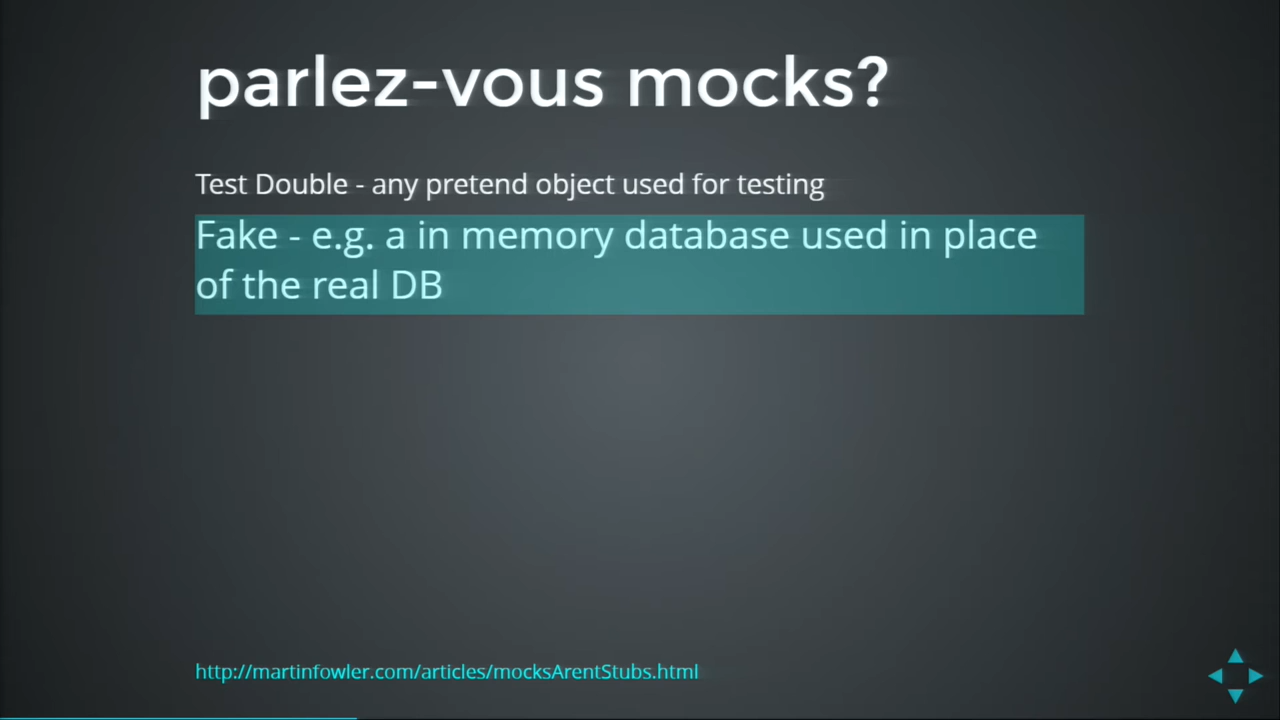 parlez-vous mocks?
Test Double - any pretend object used for testing
Fake - e.g. a in memory database used in place
of the real DB
http://martinfowler.com/articles/mocksArentStubs.html